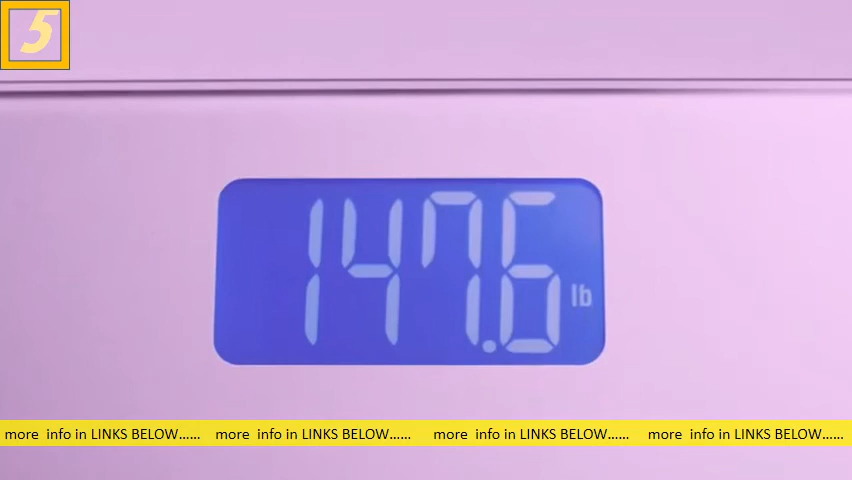 5
147.6 lb
more info in LINKS BELOW...... more info in LINKS BELOW...... more info in LINKS BELOW...... more info in LINKS BELOW......